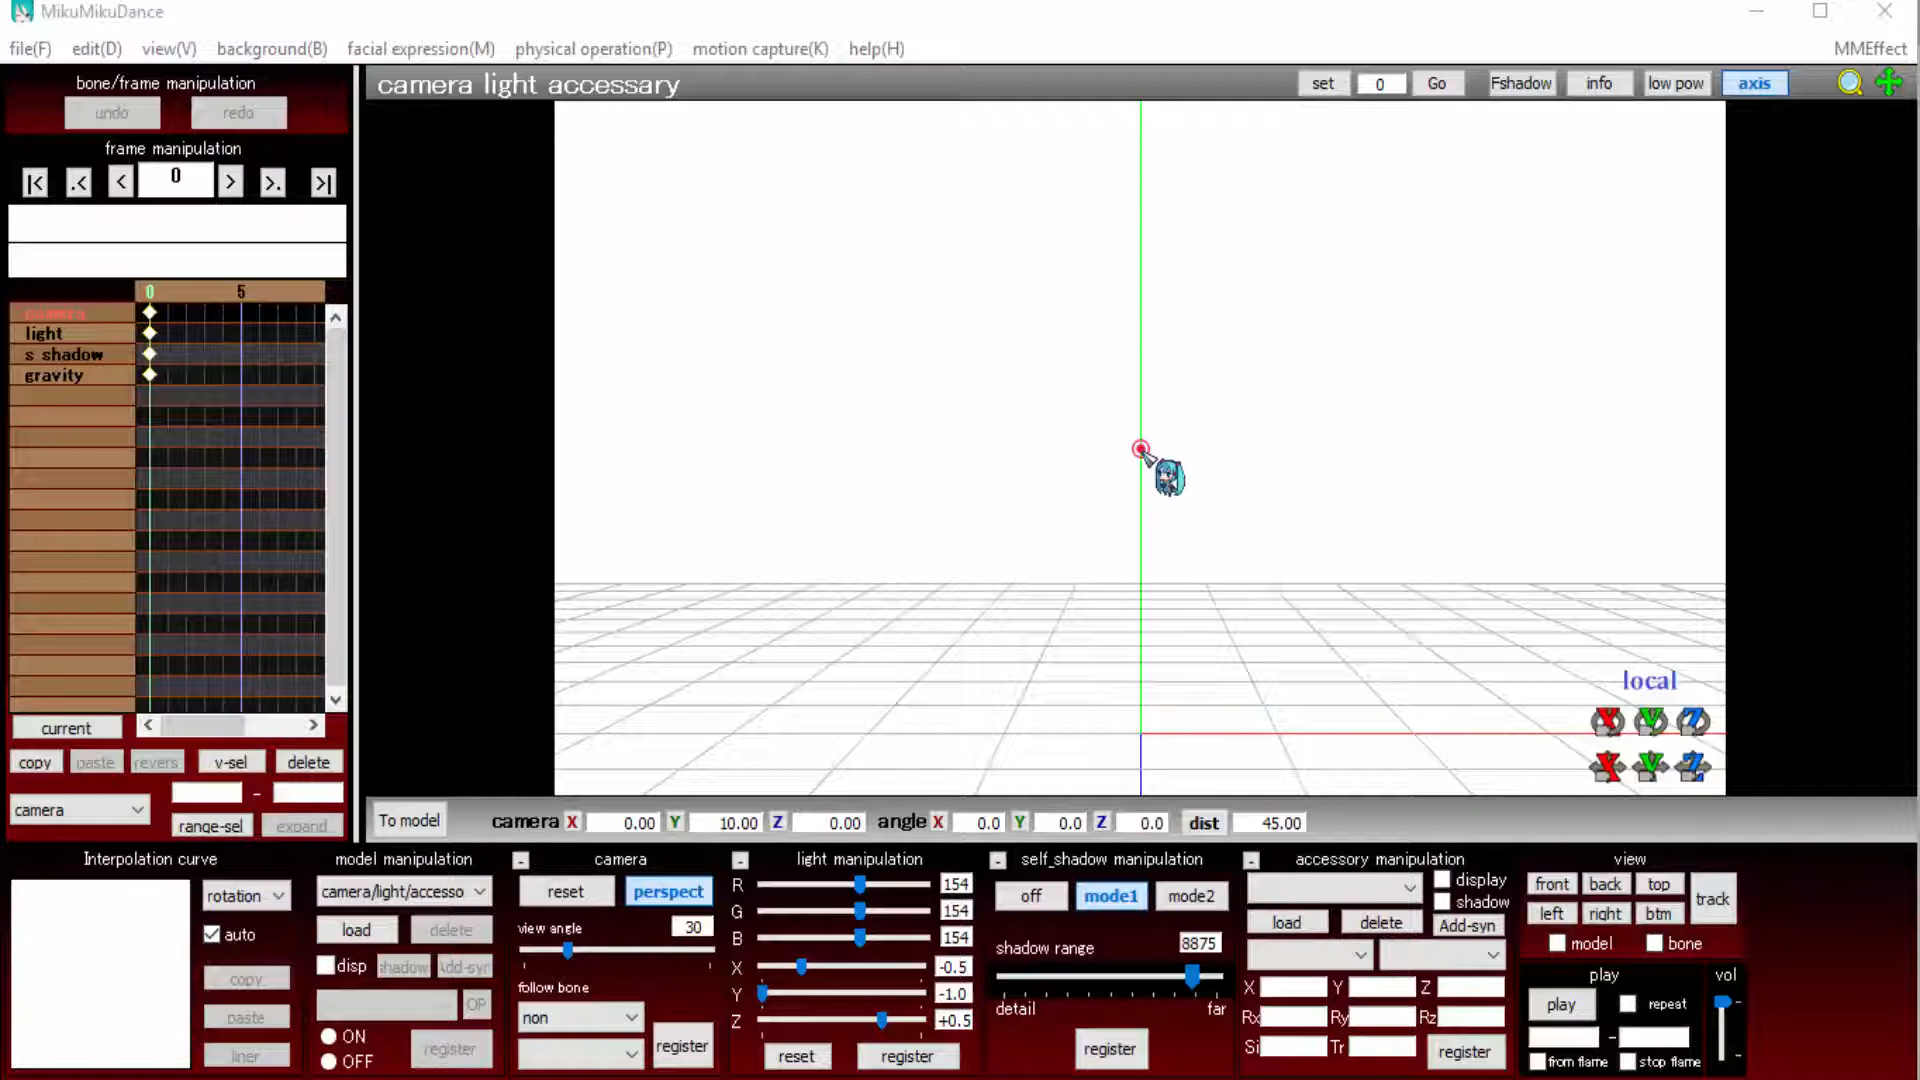 MikuMikuDance
file(F) edit(D) view(V) background(B) facial expression(M) physical operation(P) motion capture(K) help(H) MMEffect
bone/frame manipulation
undo redo
frame manipulation
|< .< < 0 > >. >|
camera light accessary
set 0 Go Fshadow info low pow axis
0 5
camera
light
s shadow
gravity
local
X Y Z
X Y Z
current < >
copy paste revers v-sel delete
camera -
range-sel expand
To model camera X 0.00 Y 10.00 Z 0.00 angle X 0.0 Y 0.0 Z 0.0 dist 45.00
Interpolation curve
rotation
auto
copy
paste
liner
model manipulation
camera/light/accesso
load delete
disp shadow Add-syn
OP
ON
OFF
register
- camera
reset perspect
view angle 30
follow bone
non
register
- light manipulation
R 154
G 154
B 154
X -0.5
Y -1.0
Z +0.5
reset register
- self_shadow manipulation
off mode1 mode2
shadow range 8875
detail far
register
- accessory manipulation
display
shadow
load delete Add-syn
X Y Z
Rx Ry Rz
Si Tr register
view
front back top
left right btm
track
model bone
play
play repeat
-
from flame stop flame
vol